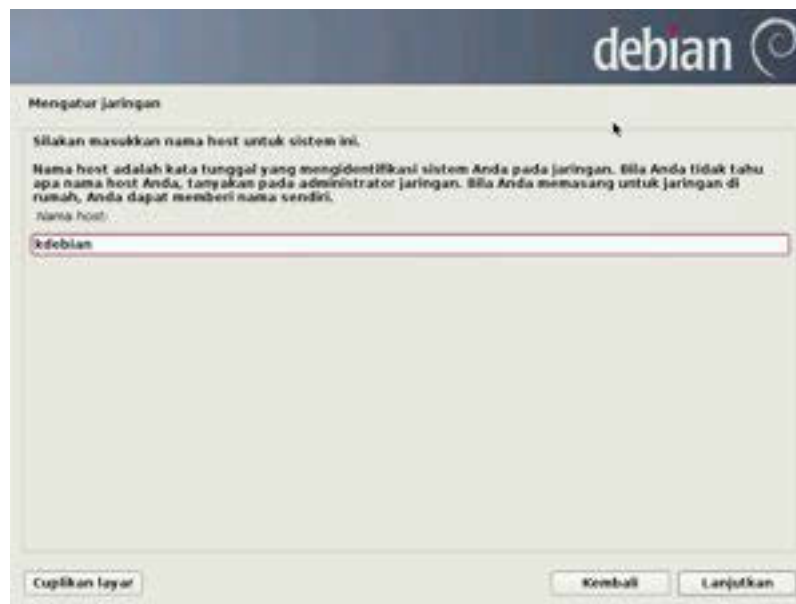 debian
Mengatur jaringan
Silakan masukkan nama host untuk sistem ini.
Nama host adalah kata tunggal yang mengidentifikasi sistem Anda pada jaringan. Bila Anda tidak tahu
apa nama host Anda, tanyakan pada administrator jaringan. Bila Anda memasang untuk jaringan di
rumah, Anda dapat memberi nama sendiri.
Nama host:
kdebian
Cuplikan layar
Kembali
Lanjutkan